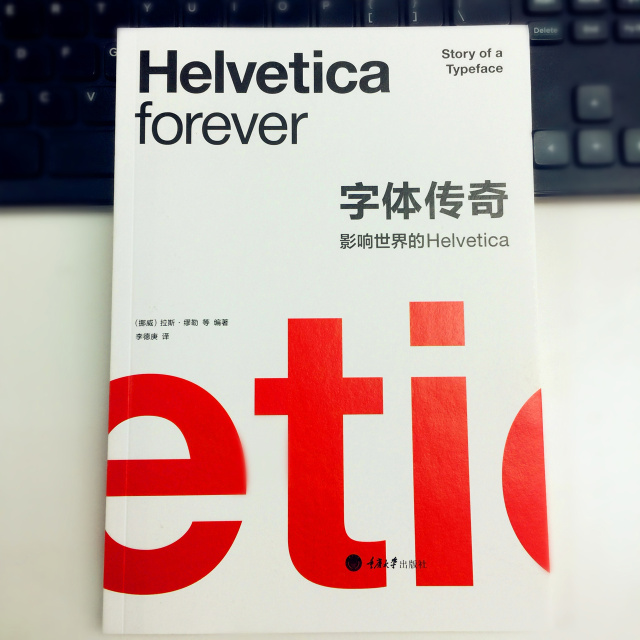 Helvetica
forever
Story of a
Typeface
字体传奇
影响世界的Helvetica
（挪威）拉斯·缪勒 等 编著
李德庚 译
etic
重庆大学出版社
E R T Y U I O P { [ } ]
Delete
End
C V